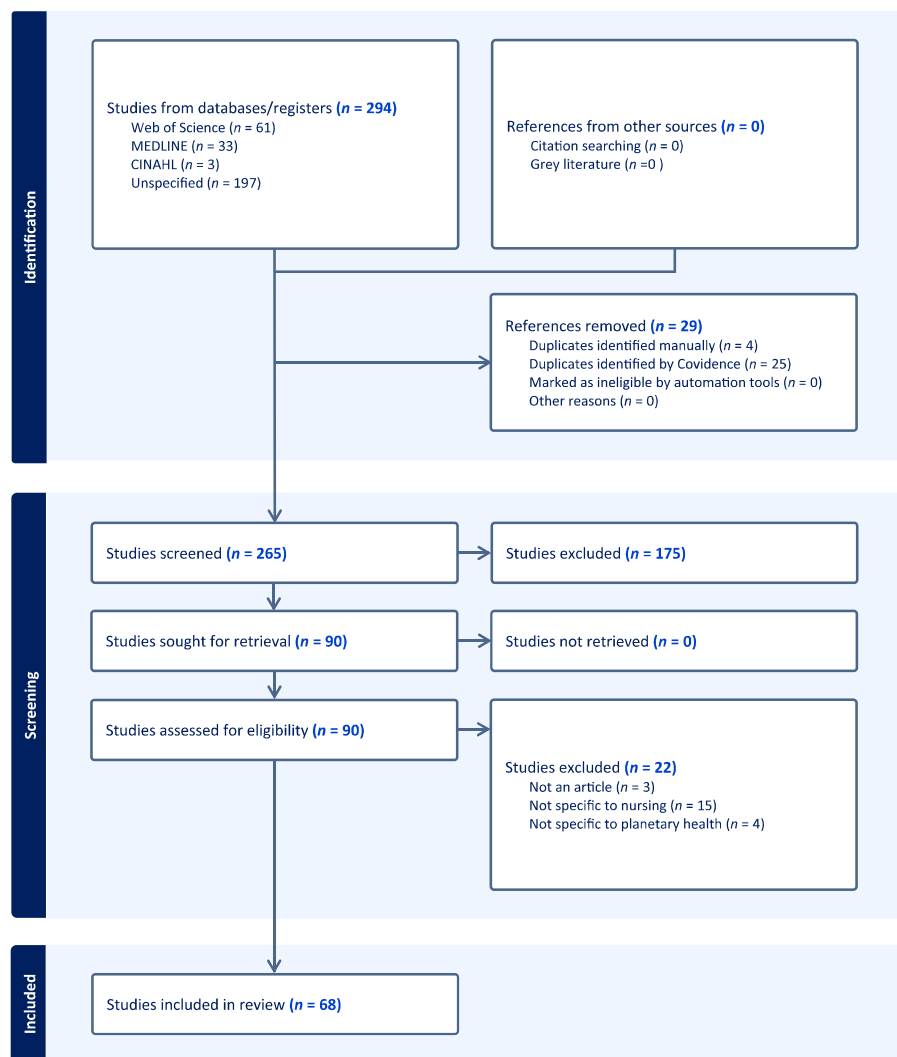 Identification
Studies from databases/registers (n = 294)
Web of Science (n = 61)
MEDLINE (n = 33)
CINAHL (n = 3)
Unspecified (n = 197)
References from other sources (n = 0)
Citation searching (n = 0)
Grey literature (n =0 )
References removed (n = 29)
Duplicates identified manually (n = 4)
Duplicates identified by Covidence (n = 25)
Marked as ineligible by automation tools (n = 0)
Other reasons (n = 0)
Screening
Studies screened (n = 265)
Studies excluded (n = 175)
Studies sought for retrieval (n = 90)
Studies not retrieved (n = 0)
Studies assessed for eligibility (n = 90)
Studies excluded (n = 22)
Not an article (n = 3)
Not specific to nursing (n = 15)
Not specific to planetary health (n = 4)
Included
Studies included in review (n = 68)